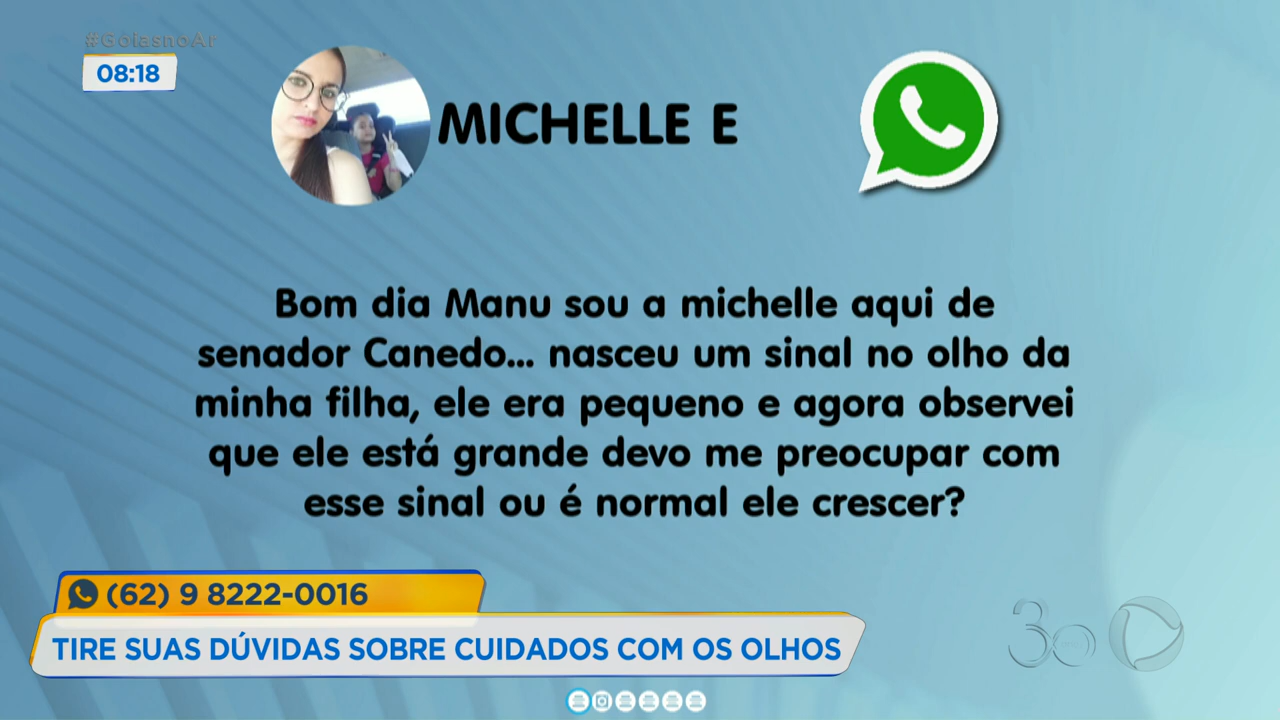 #GoiasnoAr
08:18
MICHELLE E
Bom dia Manu sou a michelle aqui de
senador Canedo... nasceu um sinal no olho da
minha filha, ele era pequeno e agora observei
que ele está grande devo me preocupar com
esse sinal ou é normal ele crescer?
(62) 9 8222-0016
TIRE SUAS DÚVIDAS SOBRE CUIDADOS COM OS OLHOS
30